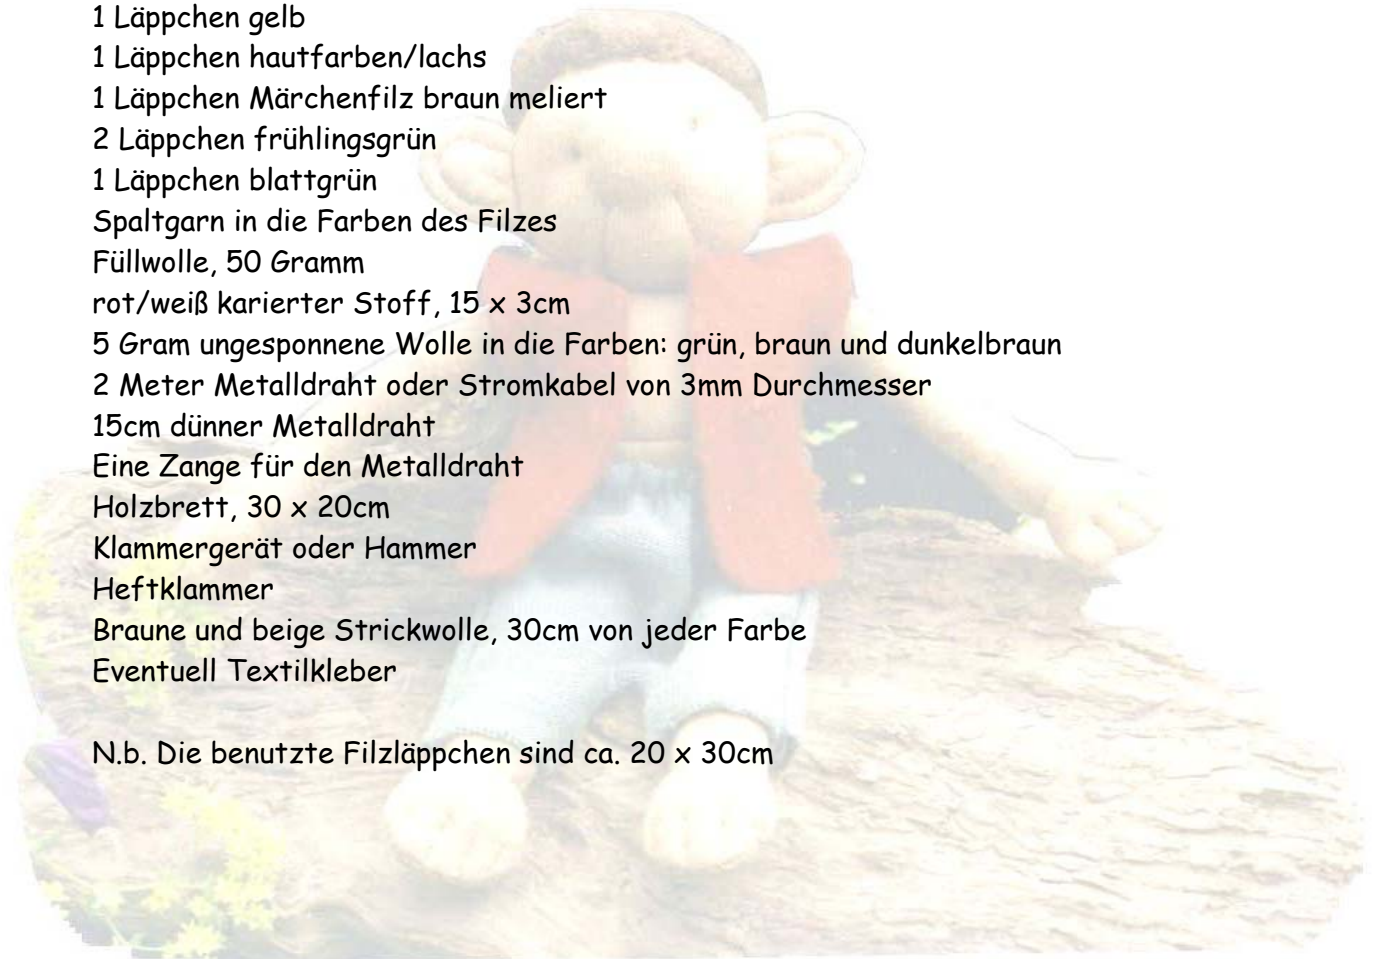 1 Läppchen gelb
1 Läppchen hautfarben/lachs
1 Läppchen Märchenfilz braun meliert
2 Läppchen frühlingsgrün
1 Läppchen blattgrün
Spaltgarn in die Farben des Filzes
Füllwolle, 50 Gramm
rot/weiß karierter Stoff, 15 x 3cm
5 Gram ungesponnene Wolle in die Farben: grün, braun und dunkelbraun
2 Meter Metalldraht oder Stromkabel von 3mm Durchmesser
15cm dünner Metalldraht
Eine Zange für den Metalldraht
Holzbrett, 30 x 20cm
Klammergerät oder Hammer
Heftklammer
Braune und beige Strickwolle, 30cm von jeder Farbe
Eventuell Textilkleber
N.b. Die benutzte Filzläppchen sind ca. 20 x 30cm